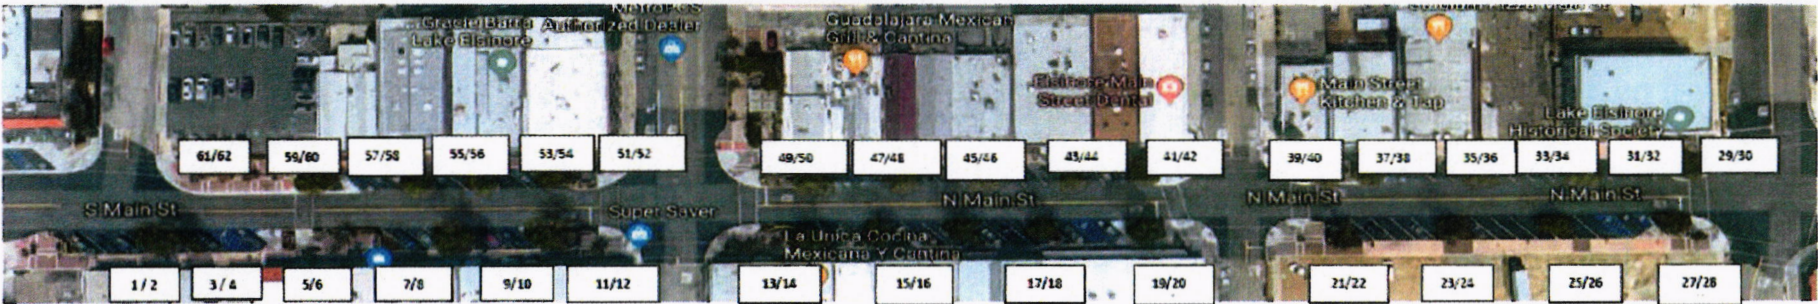 MetroPCS
Authorized Dealer
Gracie Barra
Lake Elsinore
Guadalajara Mexican
Grill & Cantina
Elsinore Main
Street Dental
Main Street
Kitchen & Tap
Lake Elsinore
Historical Society
61/62
59/60
57/58
55/56
53/54
51/52
49/50
47/48
45/46
43/44
41/42
39/40
37/38
35/36
33/34
31/32
29/30
S Main St
N Main St
N Main St
N Main St
Super Saver
La Unica Cocina
Mexicana Y Cantina
1 / 2
3 / 4
5/6
7/8
9/10
11/12
13/14
15/16
17/18
19/20
21/22
23/24
25/26
27/28